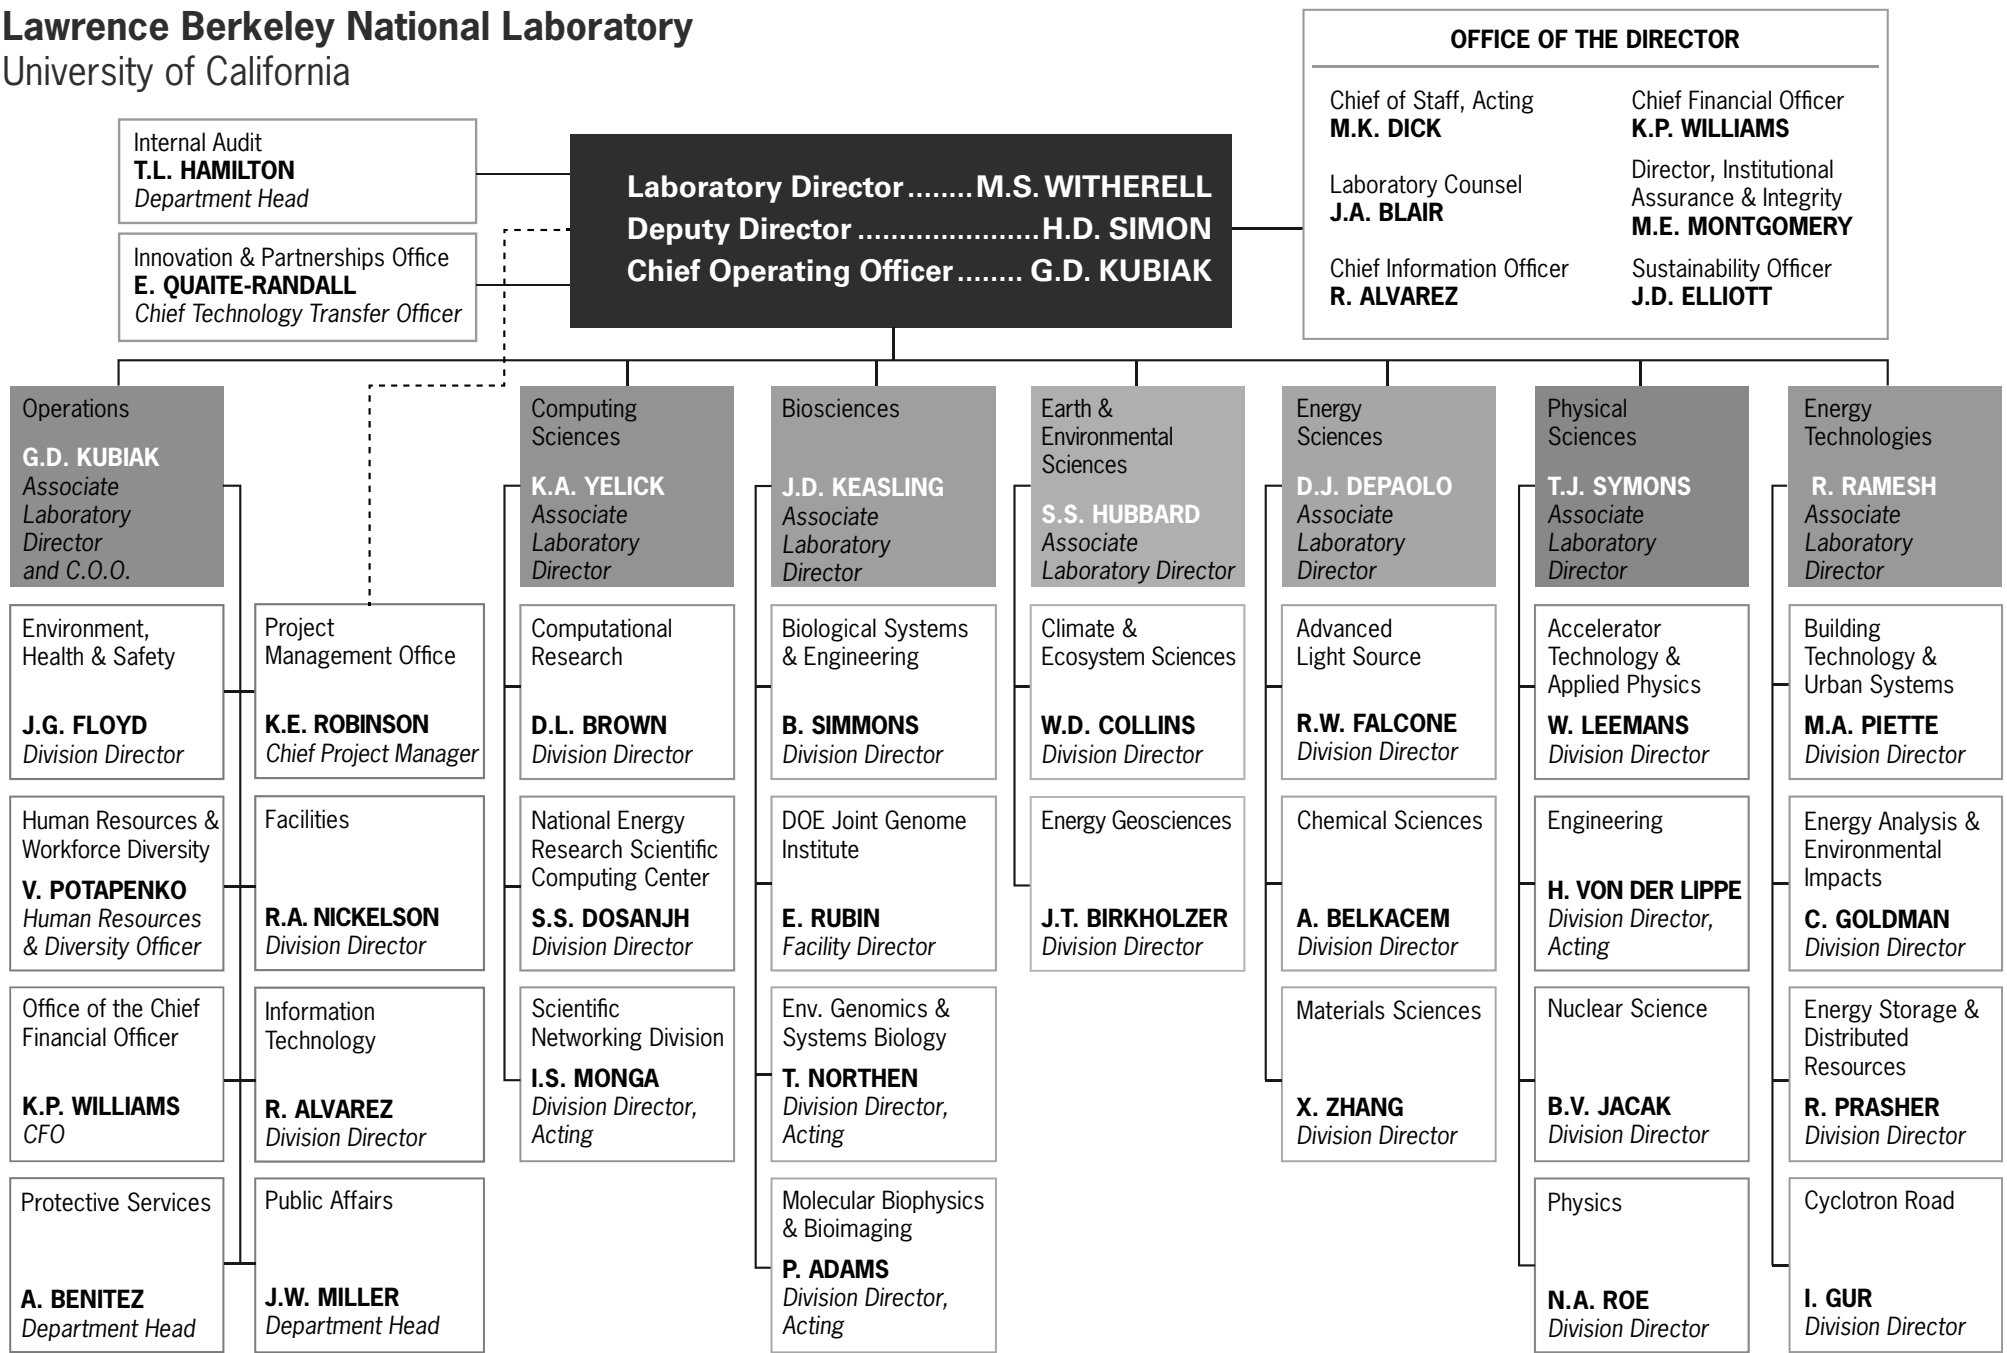 Lawrence Berkeley National Laboratory
University of California
OFFICE OF THE DIRECTOR
Chief of Staff, Acting
M.K. DICK
Chief Financial Officer
K.P. WILLIAMS
Laboratory Counsel
J.A. BLAIR
Director, Institutional
Assurance & Integrity
M.E. MONTGOMERY
Chief Information Officer
R. ALVAREZ
Sustainability Officer
J.D. ELLIOTT
Internal Audit
T.L. HAMILTON
Department Head
Innovation & Partnerships Office
E. QUAITE-RANDALL
Chief Technology Transfer Officer
Laboratory Director ........ M.S. WITHERELL
Deputy Director ...................... H.D. SIMON
Chief Operating Officer ........ G.D. KUBIAK
Operations
G.D. KUBIAK
Associate
Laboratory
Director
and C.O.O.
Environment,
Health & Safety
J.G. FLOYD
Division Director
Project
Management Office
K.E. ROBINSON
Chief Project Manager
Human Resources &
Workforce Diversity
V. POTAPENKO
Human Resources
& Diversity Officer
Facilities
R.A. NICKELSON
Division Director
Office of the Chief
Financial Officer
K.P. WILLIAMS
CFO
Information
Technology
R. ALVAREZ
Division Director
Protective Services
A. BENITEZ
Department Head
Public Affairs
J.W. MILLER
Department Head
Computing
Sciences
K.A. YELICK
Associate
Laboratory
Director
Computational
Research
D.L. BROWN
Division Director
National Energy
Research Scientific
Computing Center
S.S. DOSANJH
Division Director
Scientific
Networking Division
I.S. MONGA
Division Director,
Acting
Biosciences
J.D. KEASLING
Associate
Laboratory
Director
Biological Systems
& Engineering
B. SIMMONS
Division Director
DOE Joint Genome
Institute
E. RUBIN
Facility Director
Env. Genomics &
Systems Biology
T. NORTHEN
Division Director,
Acting
Molecular Biophysics
& Bioimaging
P. ADAMS
Division Director,
Acting
Earth &
Environmental
Sciences
S.S. HUBBARD
Associate
Laboratory Director
Climate &
Ecosystem Sciences
W.D. COLLINS
Division Director
Energy Geosciences
J.T. BIRKHOLZER
Division Director
Energy
Sciences
D.J. DEPAOLO
Associate
Laboratory
Director
Advanced
Light Source
R.W. FALCONE
Division Director
Chemical Sciences
A. BELKACEM
Division Director
Materials Sciences
X. ZHANG
Division Director
Physical
Sciences
T.J. SYMONS
Associate
Laboratory
Director
Accelerator
Technology &
Applied Physics
W. LEEMANS
Division Director
Engineering
H. VON DER LIPPE
Division Director,
Acting
Nuclear Science
B.V. JACAK
Division Director
Physics
N.A. ROE
Division Director
Energy
Technologies
R. RAMESH
Associate
Laboratory
Director
Building
Technology &
Urban Systems
M.A. PIETTE
Division Director
Energy Analysis &
Environmental
Impacts
C. GOLDMAN
Division Director
Energy Storage &
Distributed
Resources
R. PRASHER
Division Director
Cyclotron Road
I. GUR
Division Director